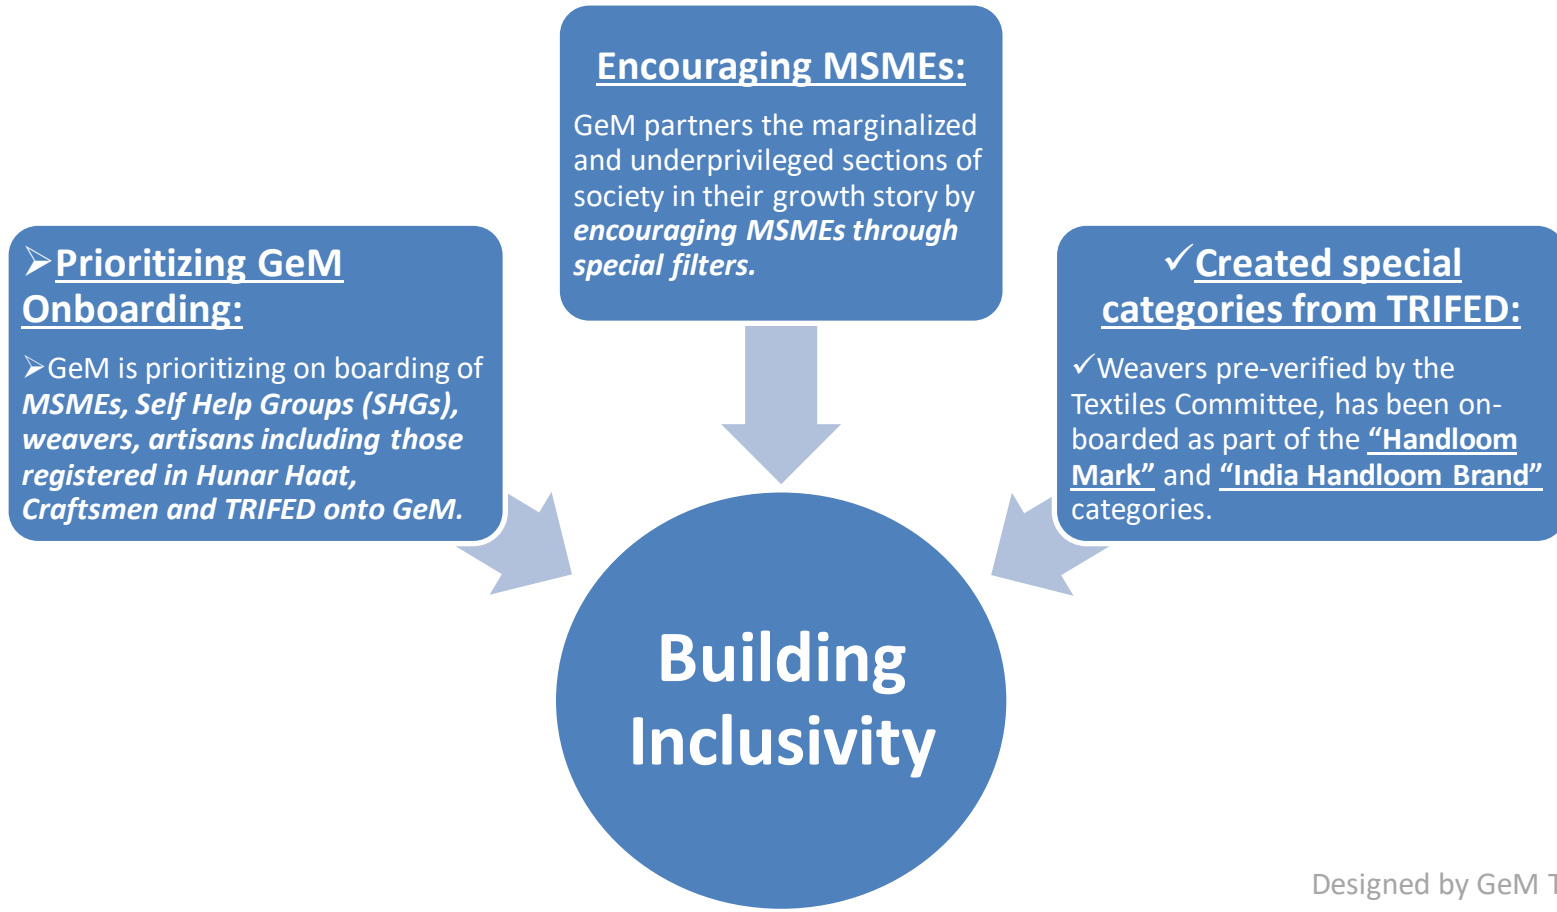 Encouraging MSMEs:
GeM partners the marginalized
and underprivileged sections of
society in their growth story by
encouraging MSMEs through
special filters.
➢Prioritizing GeM
Onboarding:
➢GeM is prioritizing on boarding of
MSMEs, Self Help Groups (SHGs),
weavers, artisans including those
registered in Hunar Haat,
Craftsmen and TRIFED onto GeM.
✓Created special
categories from TRIFED:
✓Weavers pre-verified by the
Textiles Committee, has been on-
boarded as part of the “Handloom
Mark” and “India Handloom Brand”
categories.
Building
Inclusivity
Designed by GeM T